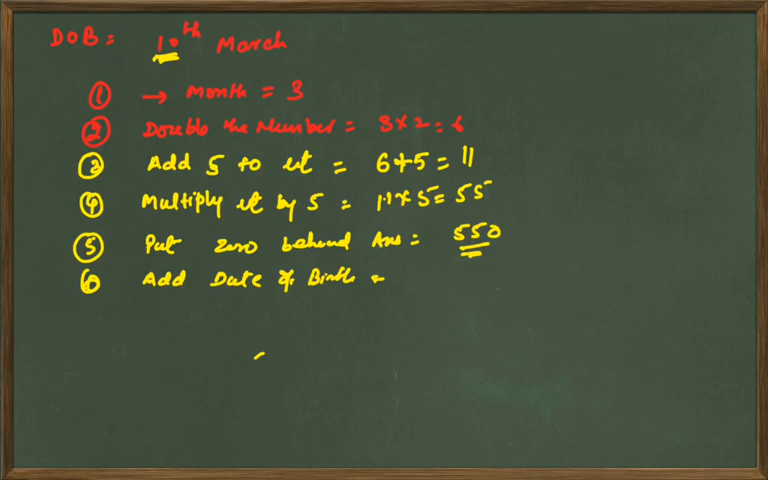 DOB = 10th March
① → Month = 3
② Double the Number = 3 × 2 = 6
③ Add 5 to it = 6+5 = 11
④ Multiply it by 5 = 11 × 5 = 55
⑤ Put zero behind Ans = 550
⑥ Add Date of Birth =